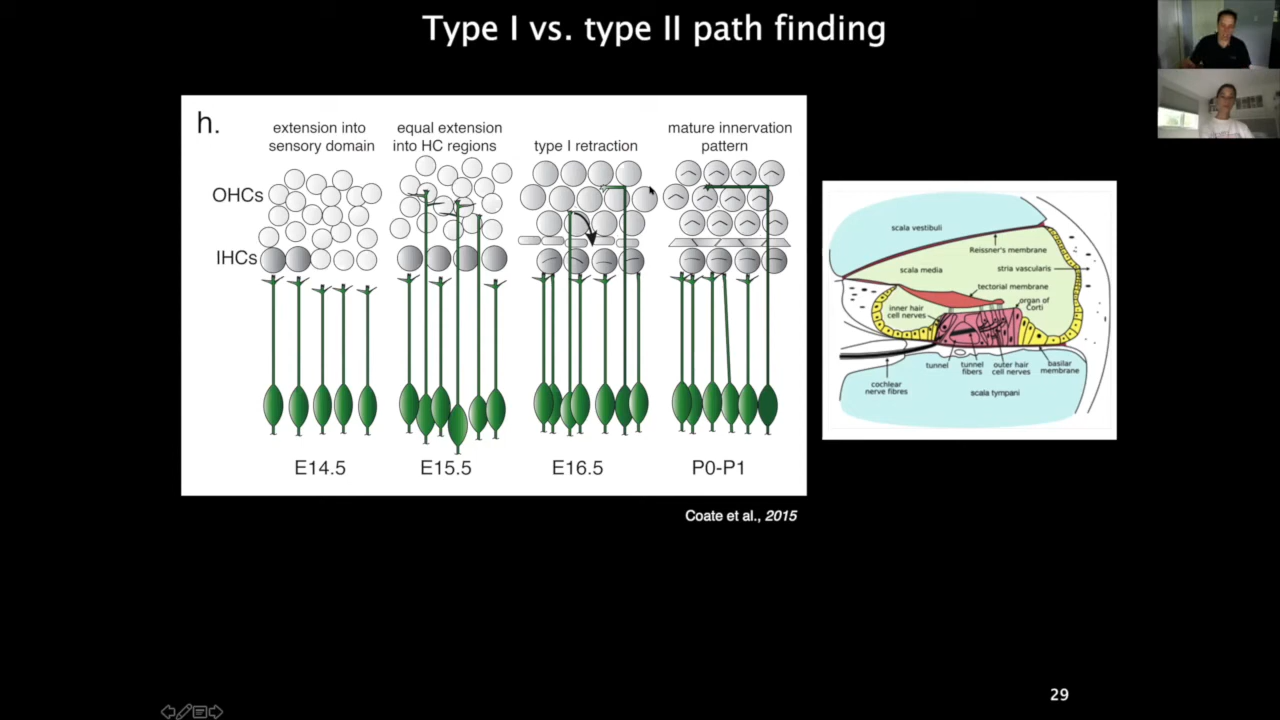 Type I vs. type II path finding
h.
extension into
sensory domain
equal extension
into HC regions
type I retraction
mature innervation
pattern
OHCs
IHCs
E14.5
E15.5
E16.5
P0-P1
Coate et al., 2015
scala vestibuli
Reissner's membrane
scala media
stria vascularis
tectorial membrane
inner hair
cell nerves
organ of
Corti
tunnel
tunnel
fibers
outer hair
cell nerves
basilar
membrane
cochlear
nerve fibres
scala tympani
29